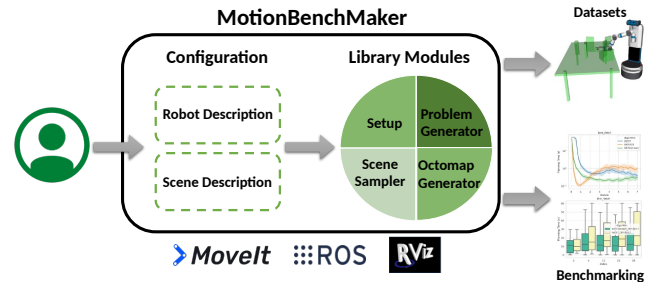 MotionBenchMaker
Datasets
Configuration
Library Modules
Robot Description
Scene Description
Setup
Problem
Generator
Scene
Sampler
Octomap
Generator
MoveIt
ROS
RViz
Benchmarking